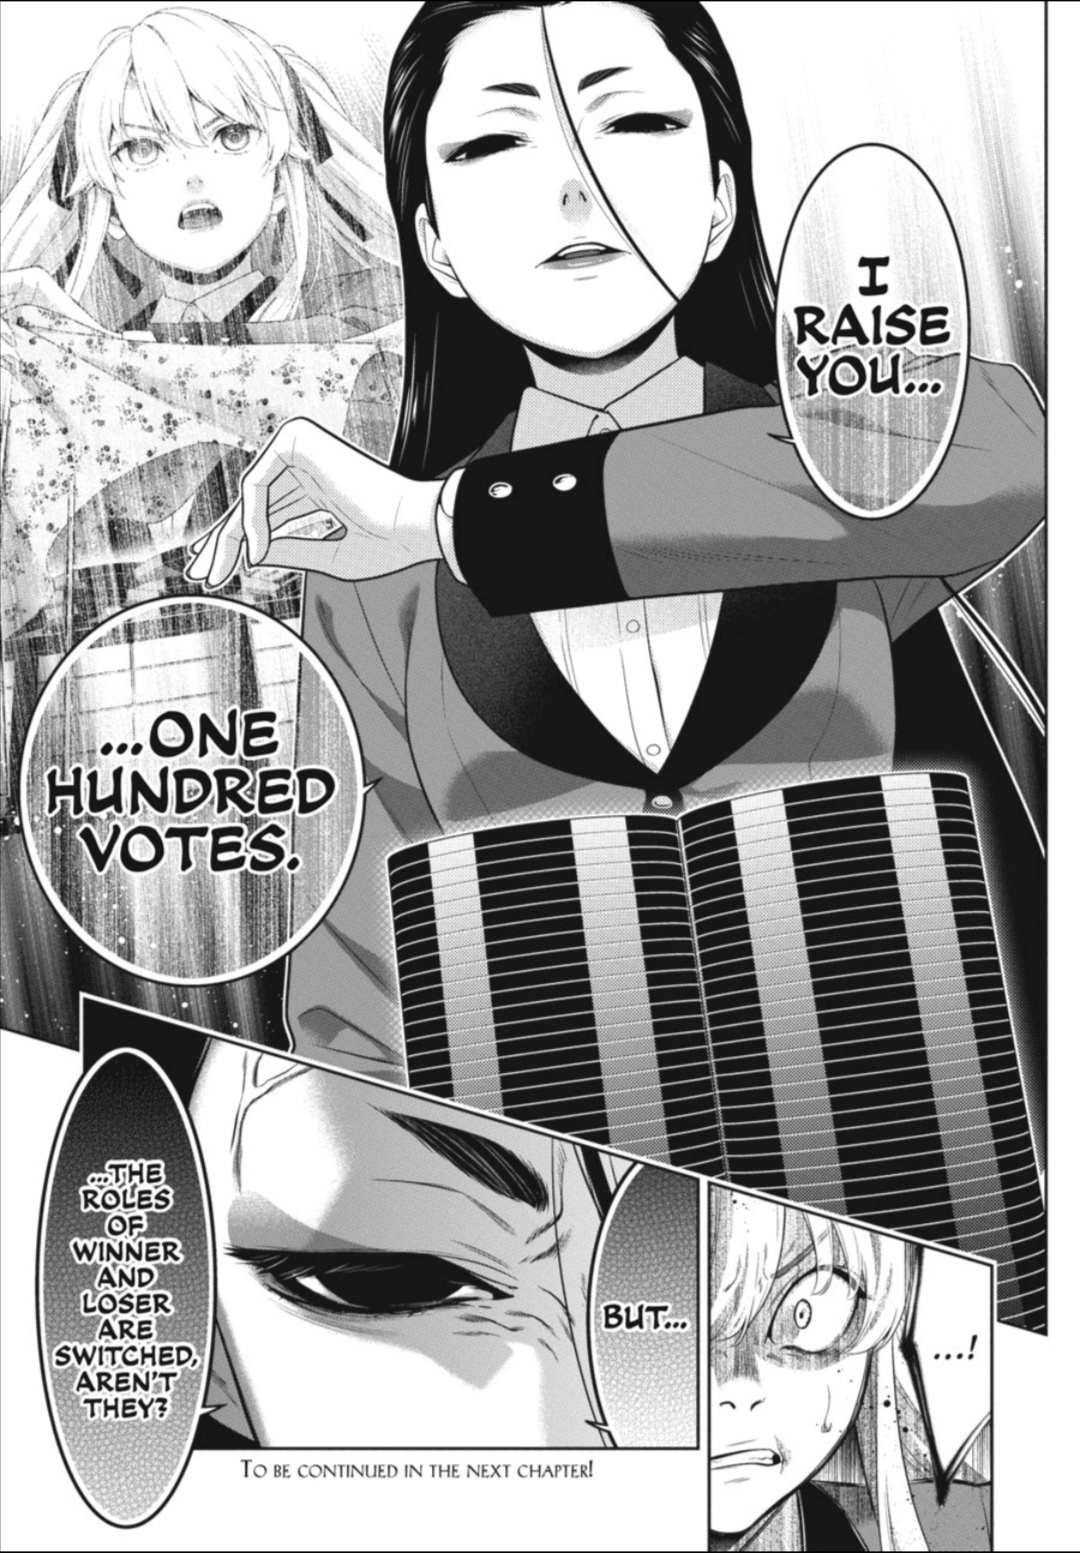 I
RAISE
YOU...
...ONE
HUNDRED
VOTES.
...!
BUT...
...THE
ROLES
OF
WINNER
AND
LOSER
ARE
SWITCHED,
AREN'T
THEY?
TO BE CONTINUED IN THE NEXT CHAPTER!